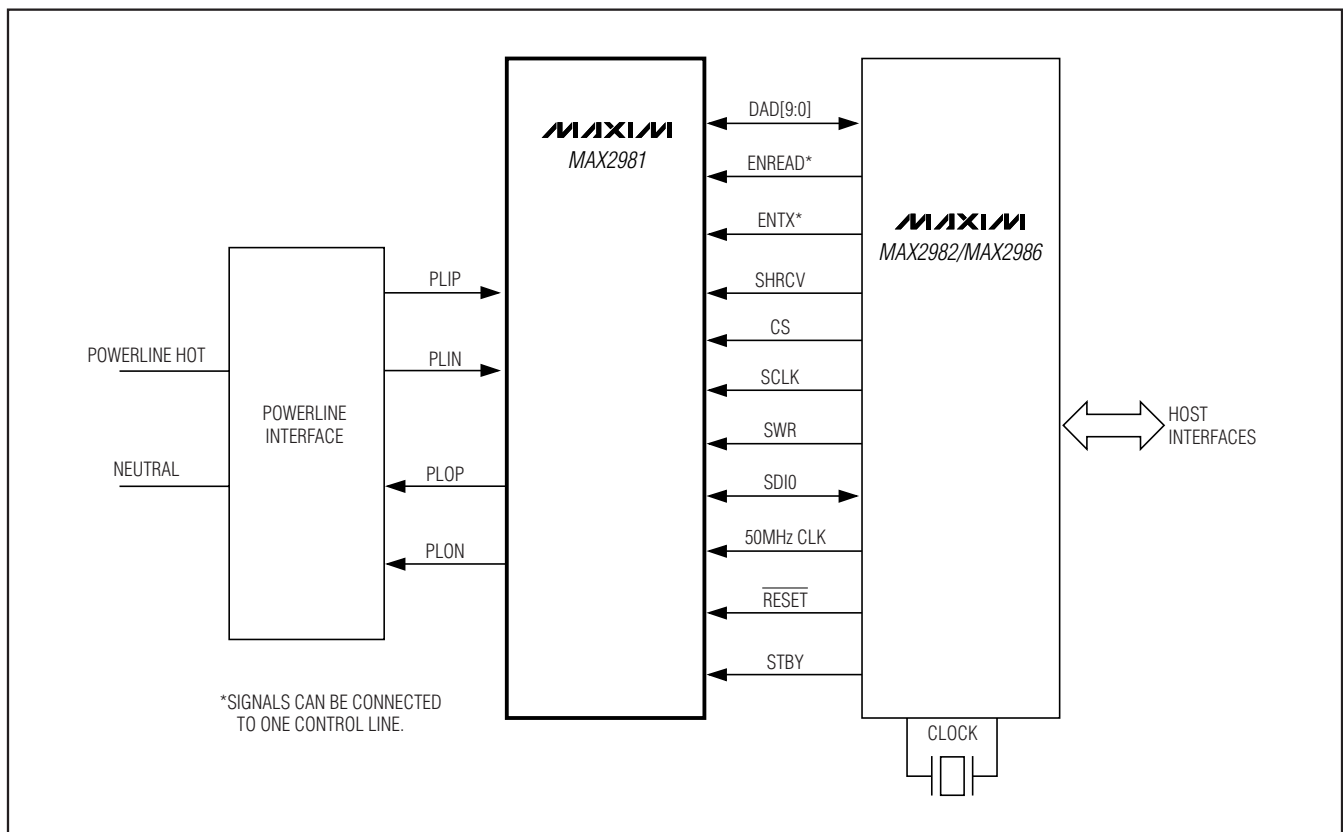 MAXIM
MAX2981
MAXIM
MAX2982/MAX2986
DAD[9:0]
ENREAD*
ENTX*
SHRCV
CS
SCLK
SWR
SDI0
50MHz CLK
RESET
STBY
PLIP
PLIN
PLOP
PLON
POWERLINE HOT
NEUTRAL
POWERLINE
INTERFACE
HOST
INTERFACES
CLOCK
*SIGNALS CAN BE CONNECTED
TO ONE CONTROL LINE.